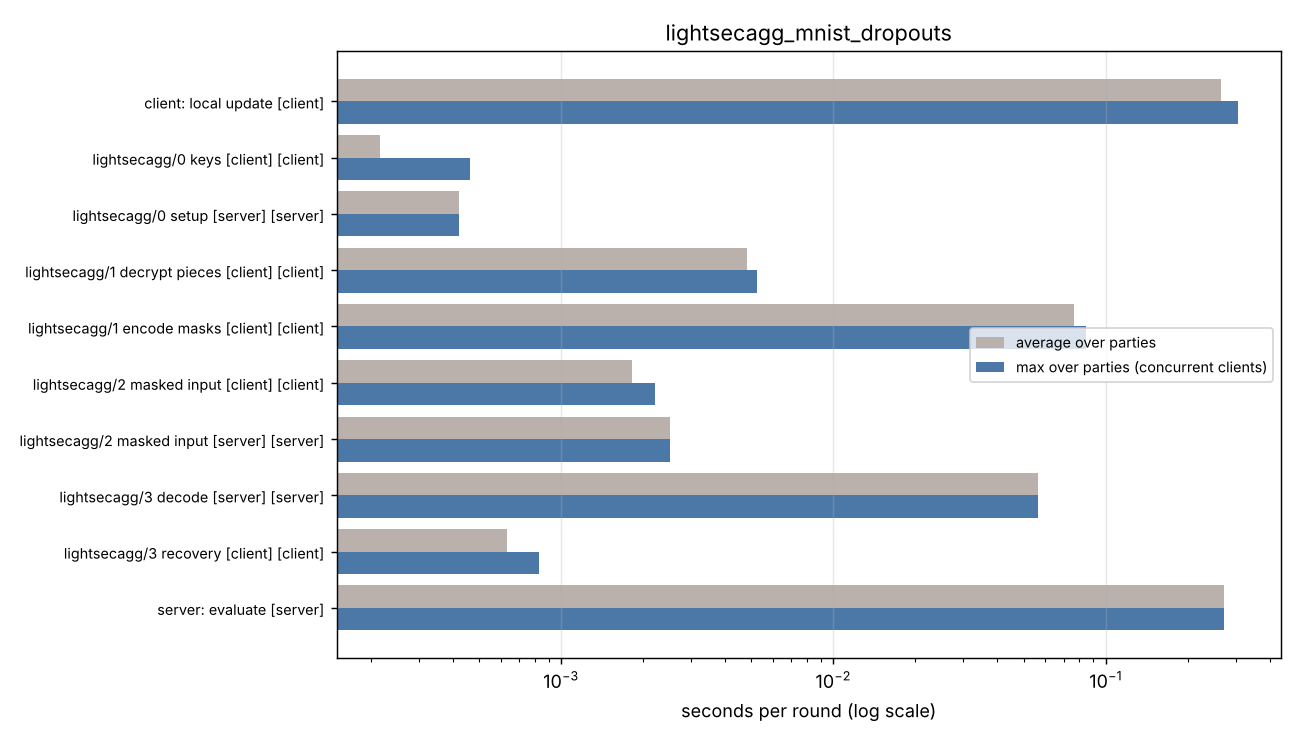 lightsecagg_mnist_dropouts
client: local update [client]
lightsecagg/0 keys [client] [client]
lightsecagg/0 setup [server] [server]
lightsecagg/1 decrypt pieces [client] [client]
lightsecagg/1 encode masks [client] [client]
lightsecagg/2 masked input [client] [client]
lightsecagg/2 masked input [server] [server]
lightsecagg/3 decode [server] [server]
lightsecagg/3 recovery [client] [client]
server: evaluate [server]
average over parties
max over parties (concurrent clients)
10⁻³ 10⁻² 10⁻¹
seconds per round (log scale)